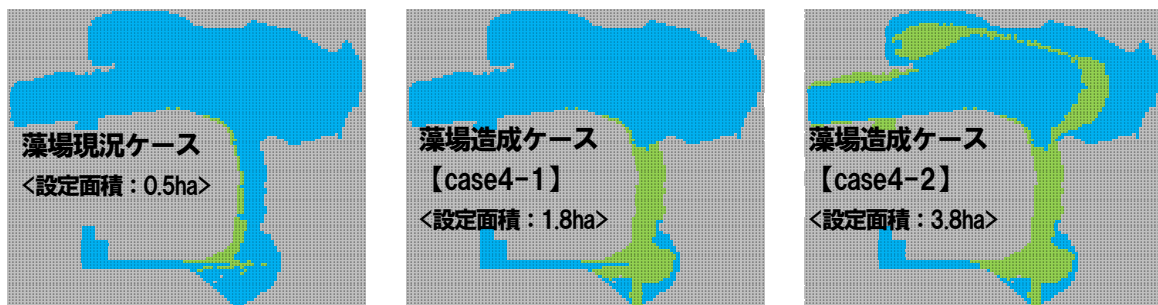 藻場現況ケース
<設定面積：0.5ha>
藻場造成ケース
【case4-1】
<設定面積：1.8ha>
藻場造成ケース
【case4-2】
<設定面積：3.8ha>